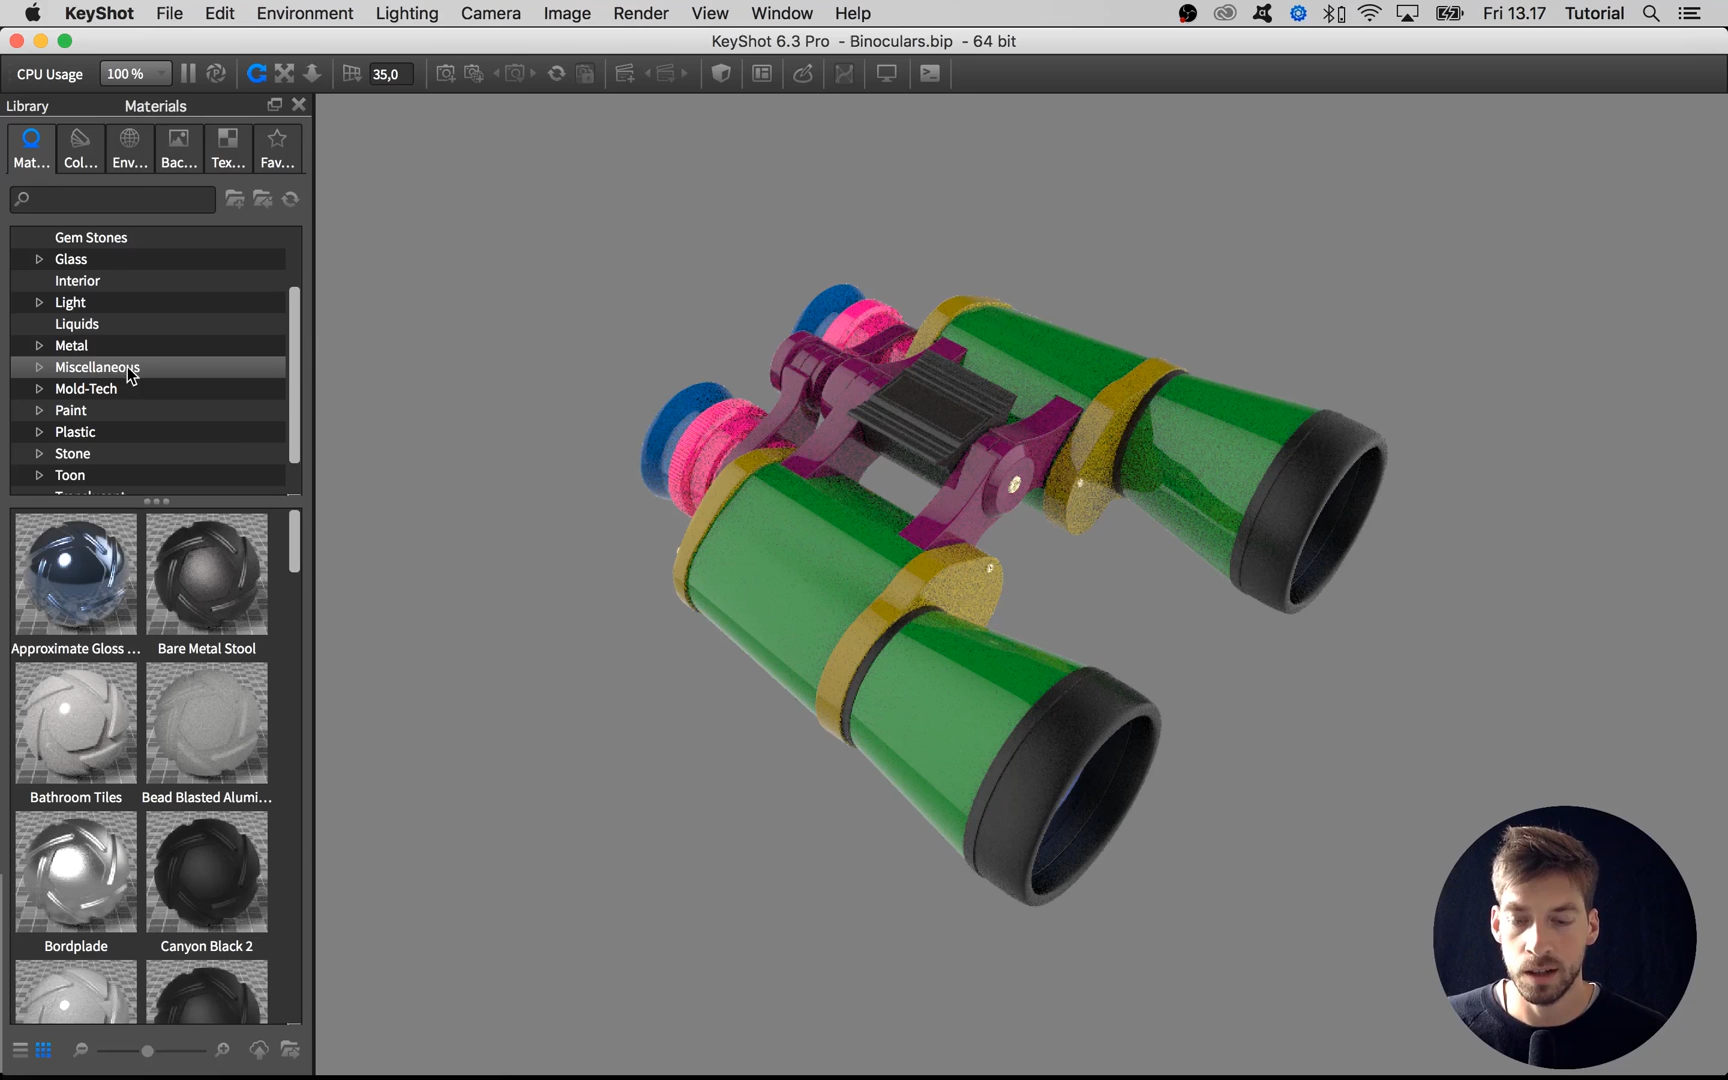 KeyShot File Edit Environment Lighting Camera Image Render View Window Help Fri 13.17 Tutorial
KeyShot 6.3 Pro - Binoculars.bip - 64 bit
CPU Usage 100 % 35,0
Library Materials
Mat... Col... Env... Bac... Tex... Fav...
Gem Stones
Glass
Interior
Light
Liquids
Metal
Miscellaneous
Mold-Tech
Paint
Plastic
Stone
Toon
Approximate Gloss ... Bare Metal Stool
Bathroom Tiles Bead Blasted Alumi...
Bordplade Canyon Black 2